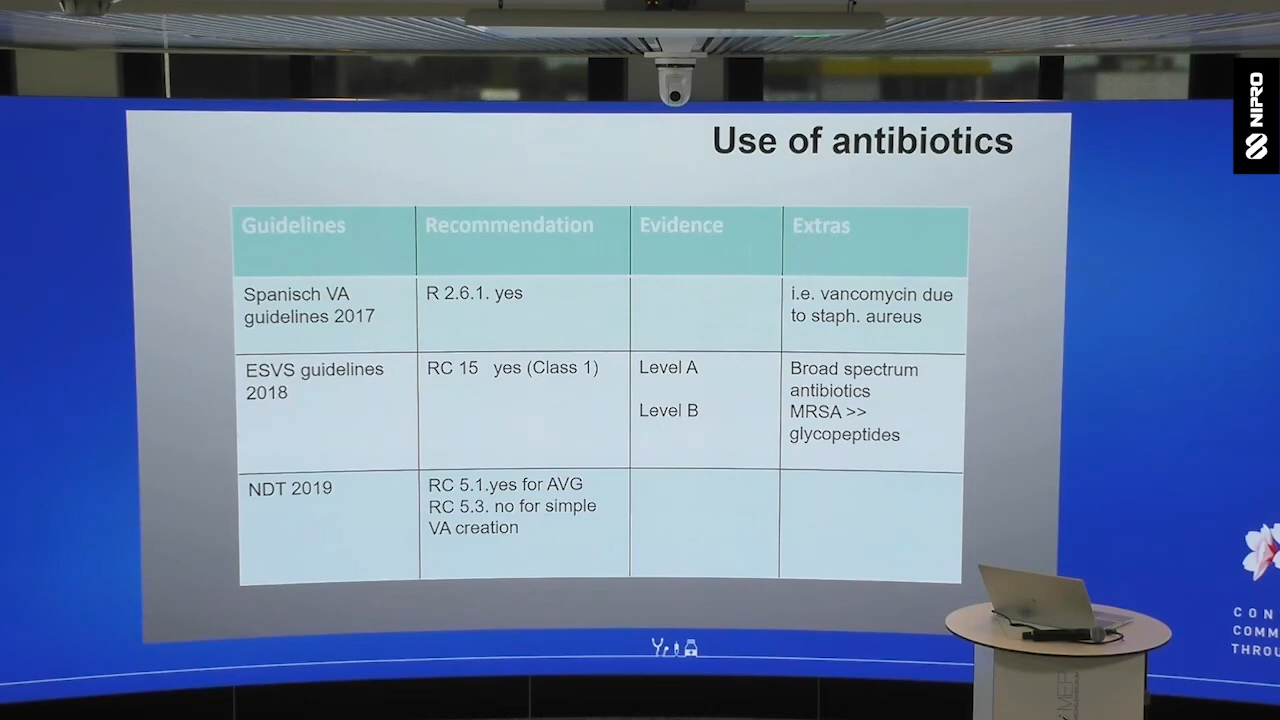 NIPRO
Use of antibiotics
Guidelines
Recommendation
Evidence
Extras
Spanisch VA
guidelines 2017
R 2.6.1. yes
i.e. vancomycin due
to staph. aureus
ESVS guidelines
2018
RC 15 yes (Class 1)
Level A
Level B
Broad spectrum
antibiotics
MRSA >>
glycopeptides
NDT 2019
RC 5.1.yes for AVG
RC 5.3. no for simple
VA creation
CON
COMM
THROU
MEP